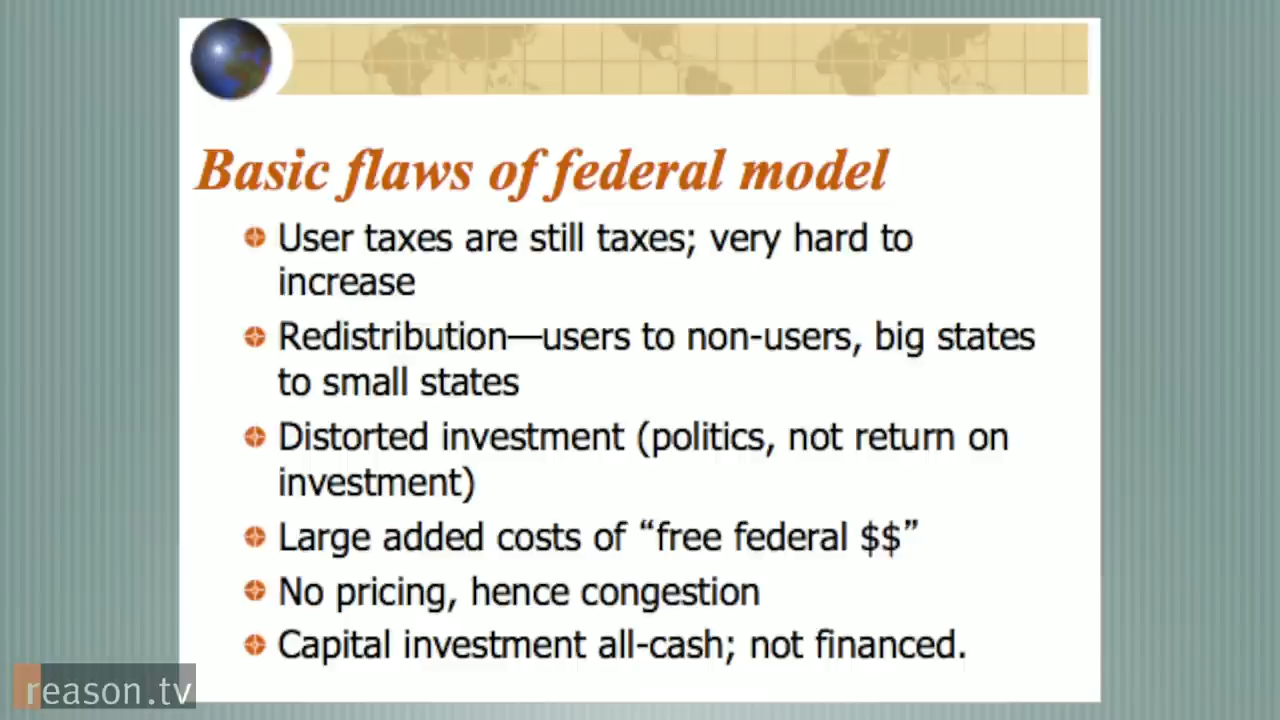 Basic flaws of federal model
User taxes are still taxes; very hard to
increase
Redistribution—users to non-users, big states
to small states
Distorted investment (politics, not return on
investment)
Large added costs of “free federal $$”
No pricing, hence congestion
Capital investment all-cash; not financed.
reason.tv